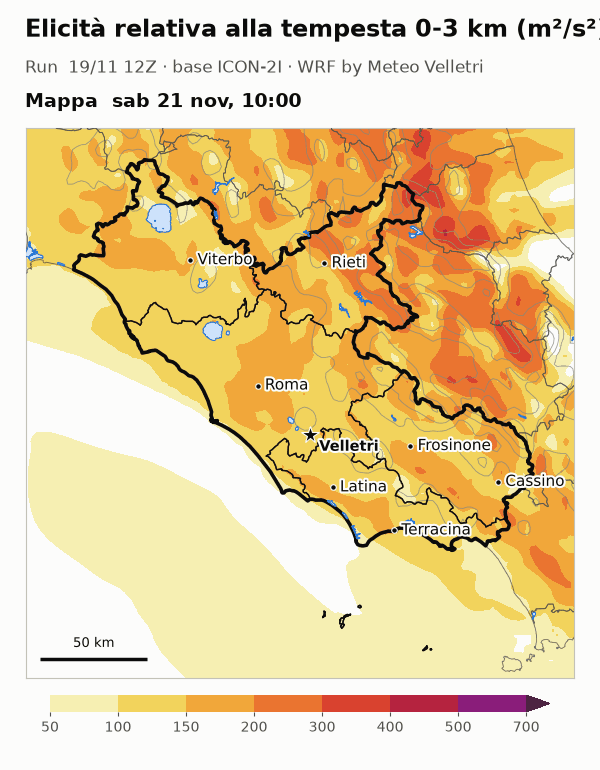 Elicità relativa alla tempesta 0-3 km (m²/s²)
Run 19/11 12Z · base ICON-2I · WRF by Meteo Velletri
Mappa sab 21 nov, 10:00
Viterbo
Rieti
Roma
Velletri
Frosinone
Cassino
Latina
Terracina
50 km
50 100 150 200 300 400 500 700